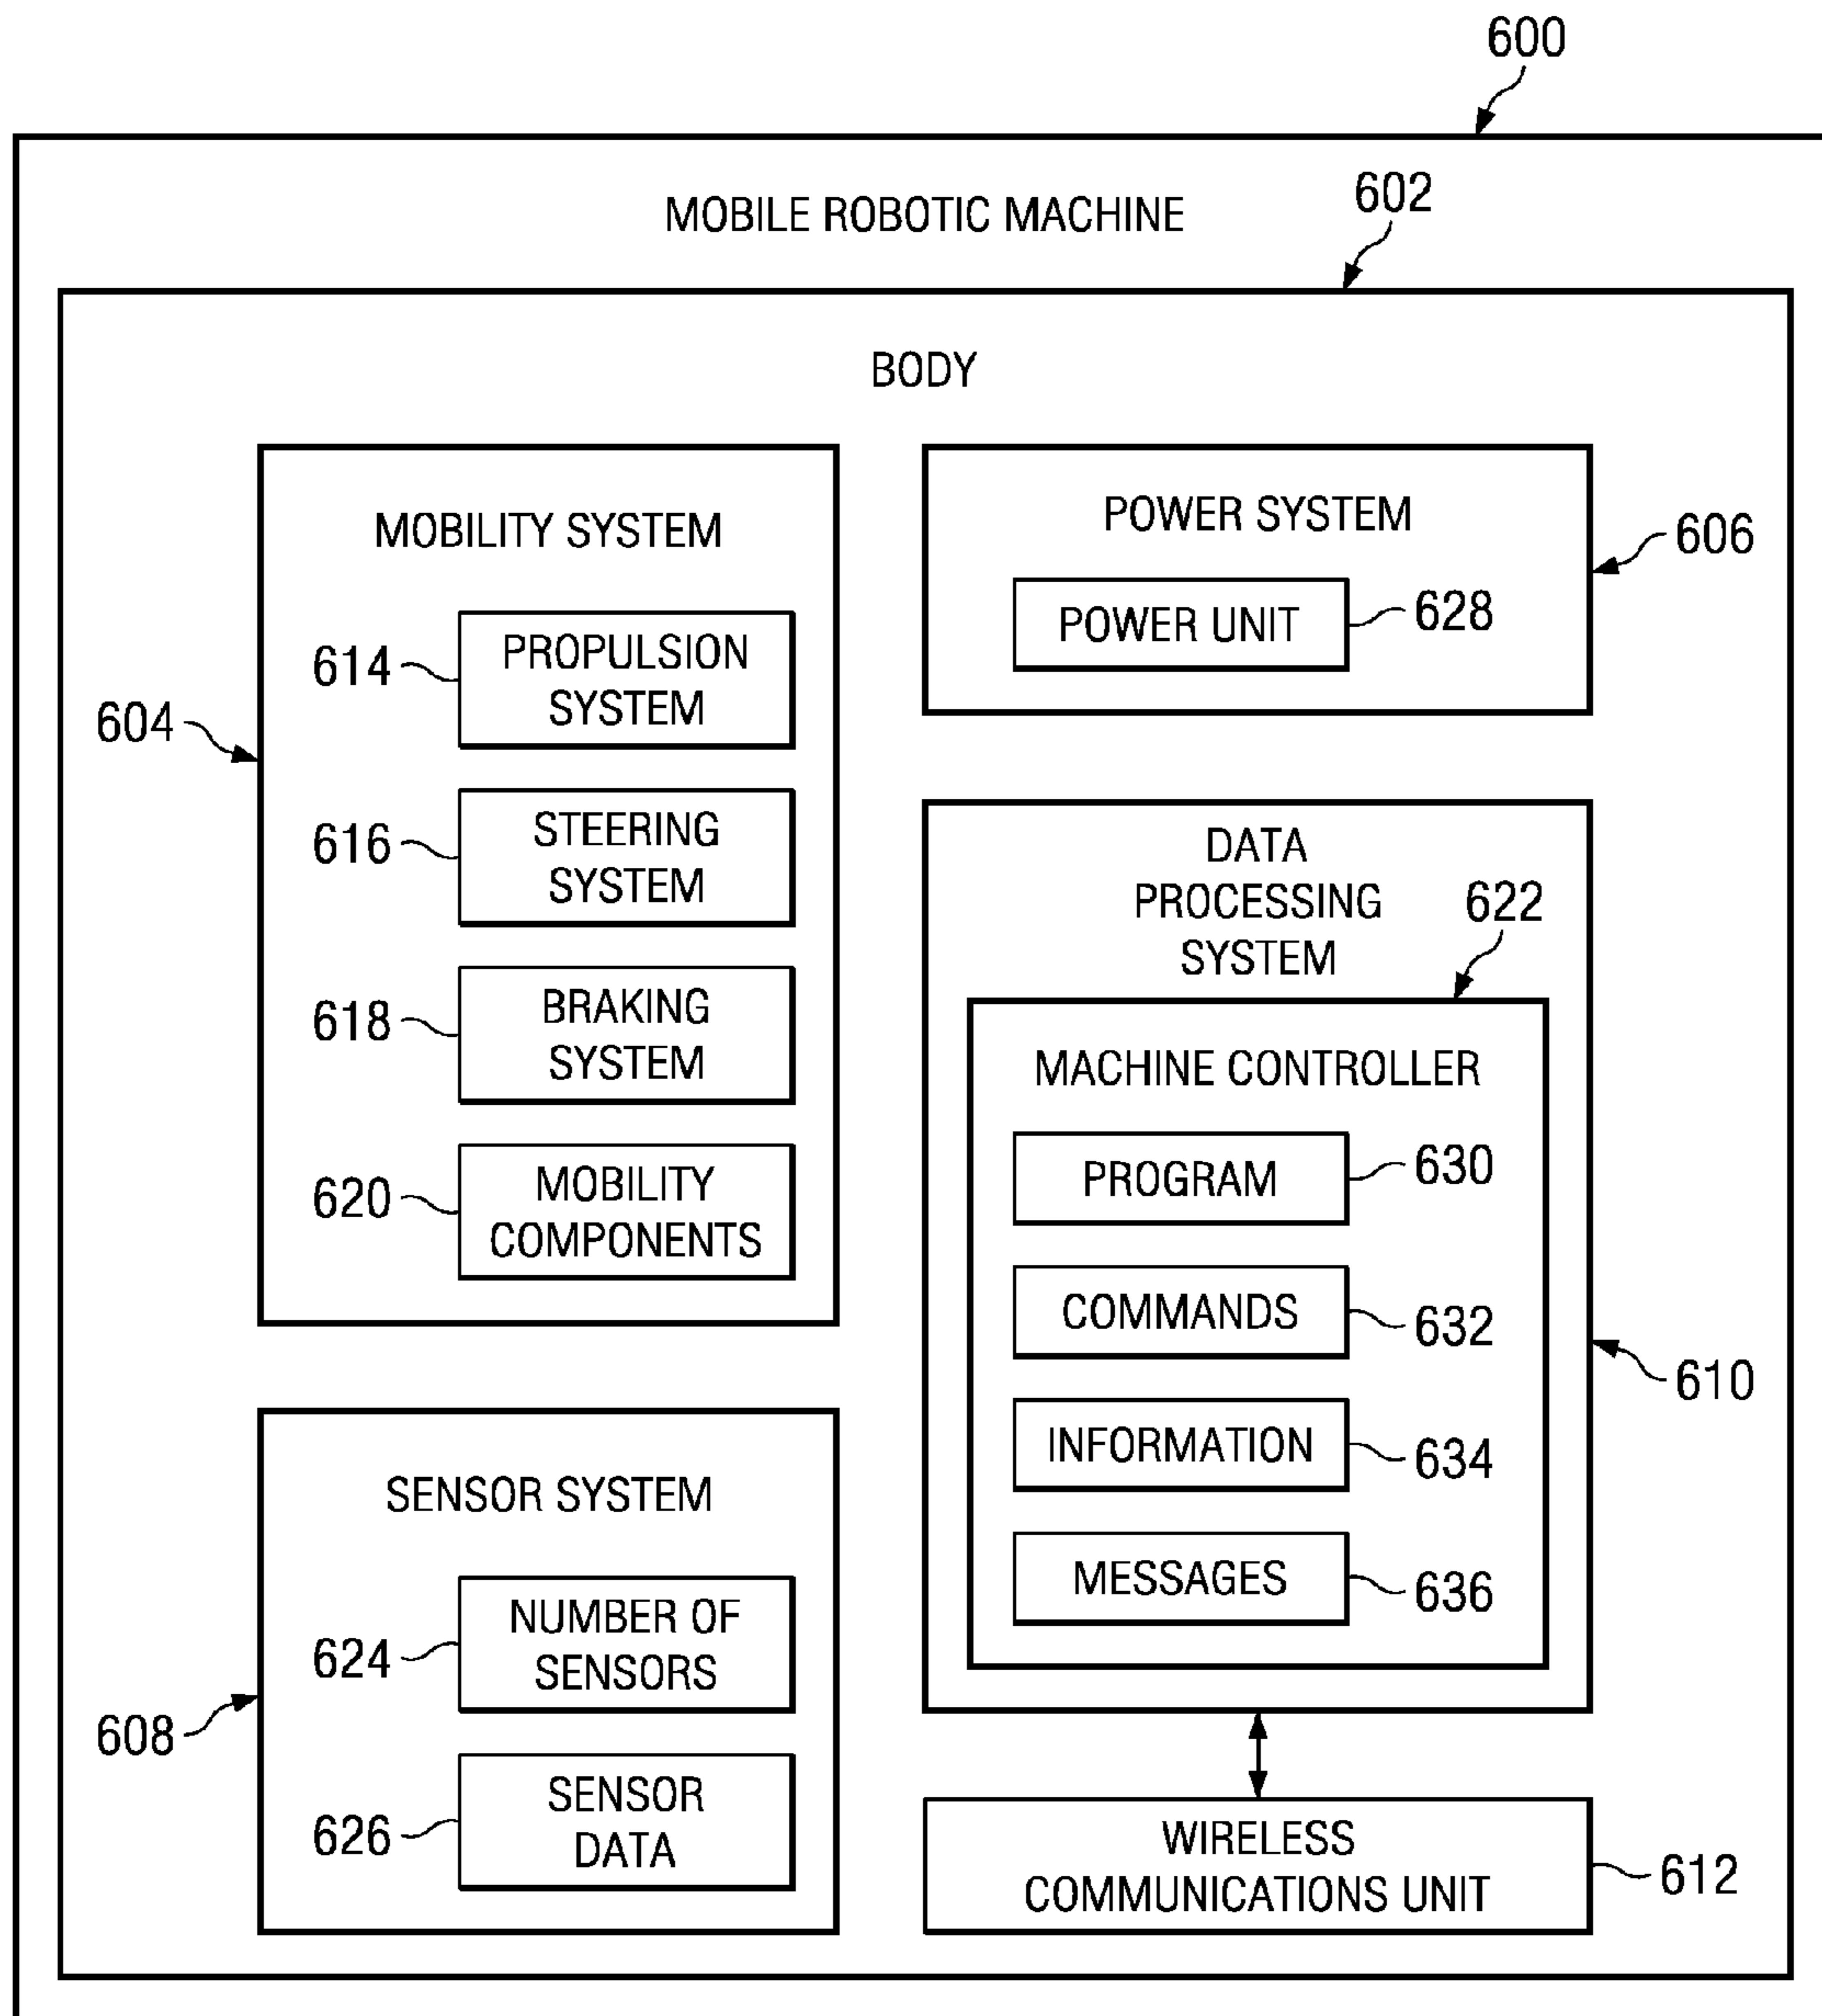 600
602
MOBILE ROBOTIC MACHINE
BODY
MOBILITY SYSTEM
614
PROPULSION
SYSTEM
604
616
STEERING
SYSTEM
618
BRAKING
SYSTEM
620
MOBILITY
COMPONENTS
POWER SYSTEM
606
POWER UNIT
628
DATA
PROCESSING
SYSTEM
622
MACHINE CONTROLLER
PROGRAM
630
COMMANDS
632
610
INFORMATION
634
MESSAGES
636
SENSOR SYSTEM
624
NUMBER OF
SENSORS
608
626
SENSOR
DATA
WIRELESS
COMMUNICATIONS UNIT
612